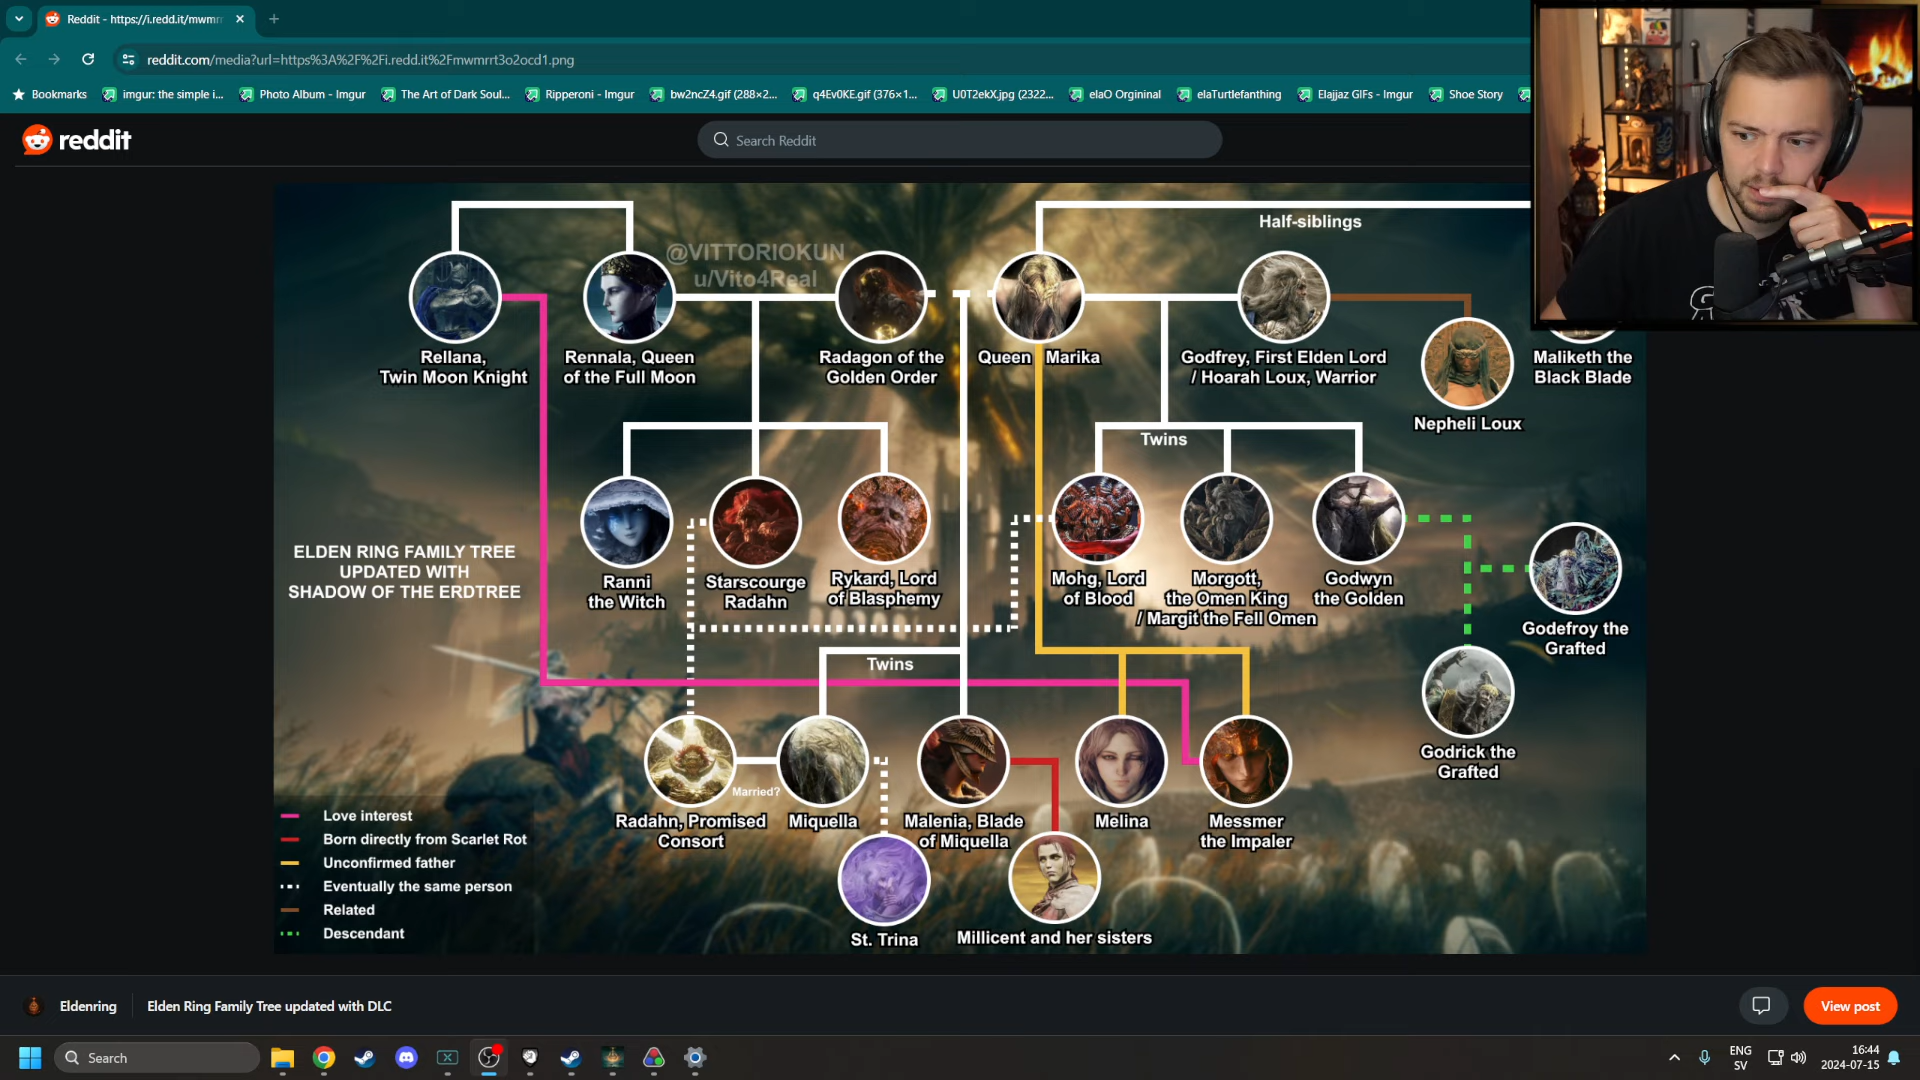 Reddit - https://i.redd.it/mwmrr
reddit.com/media?url=https%3A%2F%2Fi.redd.it%2Fmwmrrt3o2ocd1.png
Bookmarks
imgur: the simple i...
Photo Album - Imgur
The Art of Dark Soul...
Ripperoni - Imgur
bw2ncZ4.gif (288×2...
q4Ev0KE.gif (376×1...
U0T2ekX.jpg (2322...
elaO Orgininal
elaTurtlefanthing
Elajjaz GIFs - Imgur
Shoe Story
reddit
Search Reddit
Half-siblings
@VITTORIOKUN
u/Vito4Real
Rellana,
Twin Moon Knight
Rennala, Queen
of the Full Moon
Radagon of the
Golden Order
Queen Marika
Godfrey, First Elden Lord
/ Hoarah Loux, Warrior
Nepheli Loux
Maliketh the
Black Blade
Twins
ELDEN RING FAMILY TREE
UPDATED WITH
SHADOW OF THE ERDTREE
Ranni
the Witch
Starscourge
Radahn
Rykard, Lord
of Blasphemy
Mohg, Lord
of Blood
Morgott,
the Omen King
/ Margit the Fell Omen
Godwyn
the Golden
Godefroy the
Grafted
Twins
Godrick the
Grafted
Married?
Radahn, Promised
Consort
Miquella
Malenia, Blade
of Miquella
Melina
Messmer
the Impaler
St. Trina
Millicent and her sisters
Love interest
Born directly from Scarlet Rot
Unconfirmed father
Eventually the same person
Related
Descendant
Eldenring
Elden Ring Family Tree updated with DLC
View post
Search
ENG
SV
16:44
2024-07-15